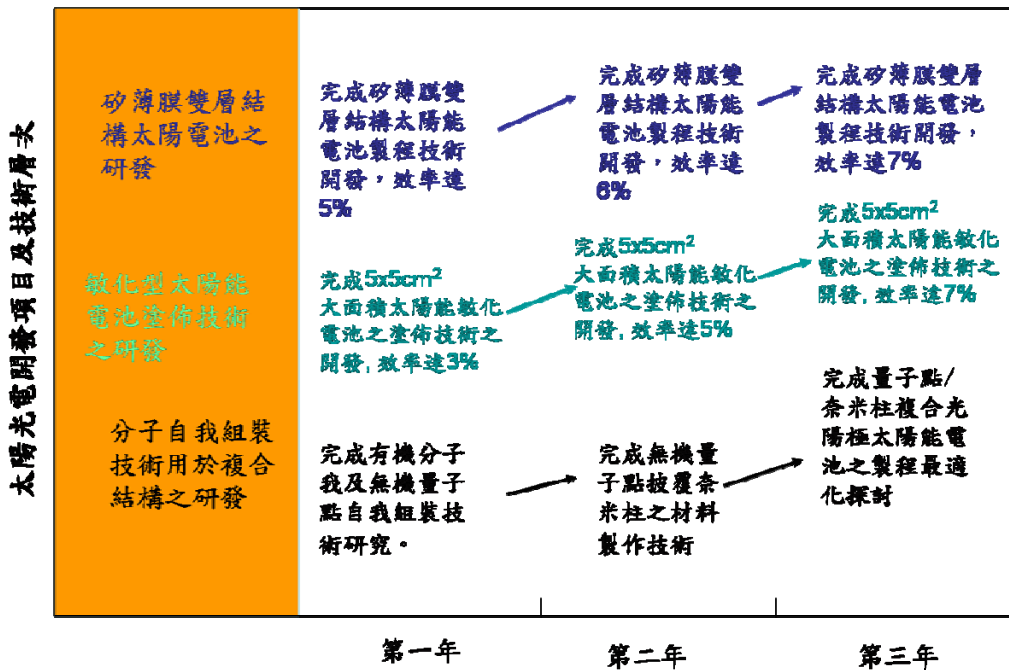 太陽光電開發項目及技術層次
矽薄膜雙層結
構太陽電池之
研發
完成矽薄膜雙
層結構太陽能
電池製程技術
開發，效率達
5%
完成矽薄膜雙
層結構太陽能
電池製程技術
開發，效率達
6%
完成矽薄膜雙層
結構太陽能電池
製程技術開發，
效率達7%
敏化型太陽能
電池塗佈技術
之研發
完成5x5cm²
大面積太陽能敏化
電池之塗佈技術之
開發, 效率達3%
完成5x5cm²
大面積太陽能敏化
電池之塗佈技術之
開發, 效率達5%
完成5x5cm²
大面積太陽能敏化
電池之塗佈技術之
開發, 效率達7%
分子自我組裝
技術用於複合
結構之研發
完成有機分子
我及無機量子
點自我組裝技
術研究。
完成無機量
子點披覆奈
米柱之材料
製作技術
完成量子點/
奈米柱複合光
陽極太陽能電
池之製程最適
化探討
第一年
第二年
第三年